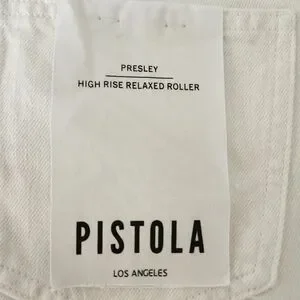 PRESLEY
HIGH RISE RELAXED ROLLER
PISTOLA
LOS ANGELES